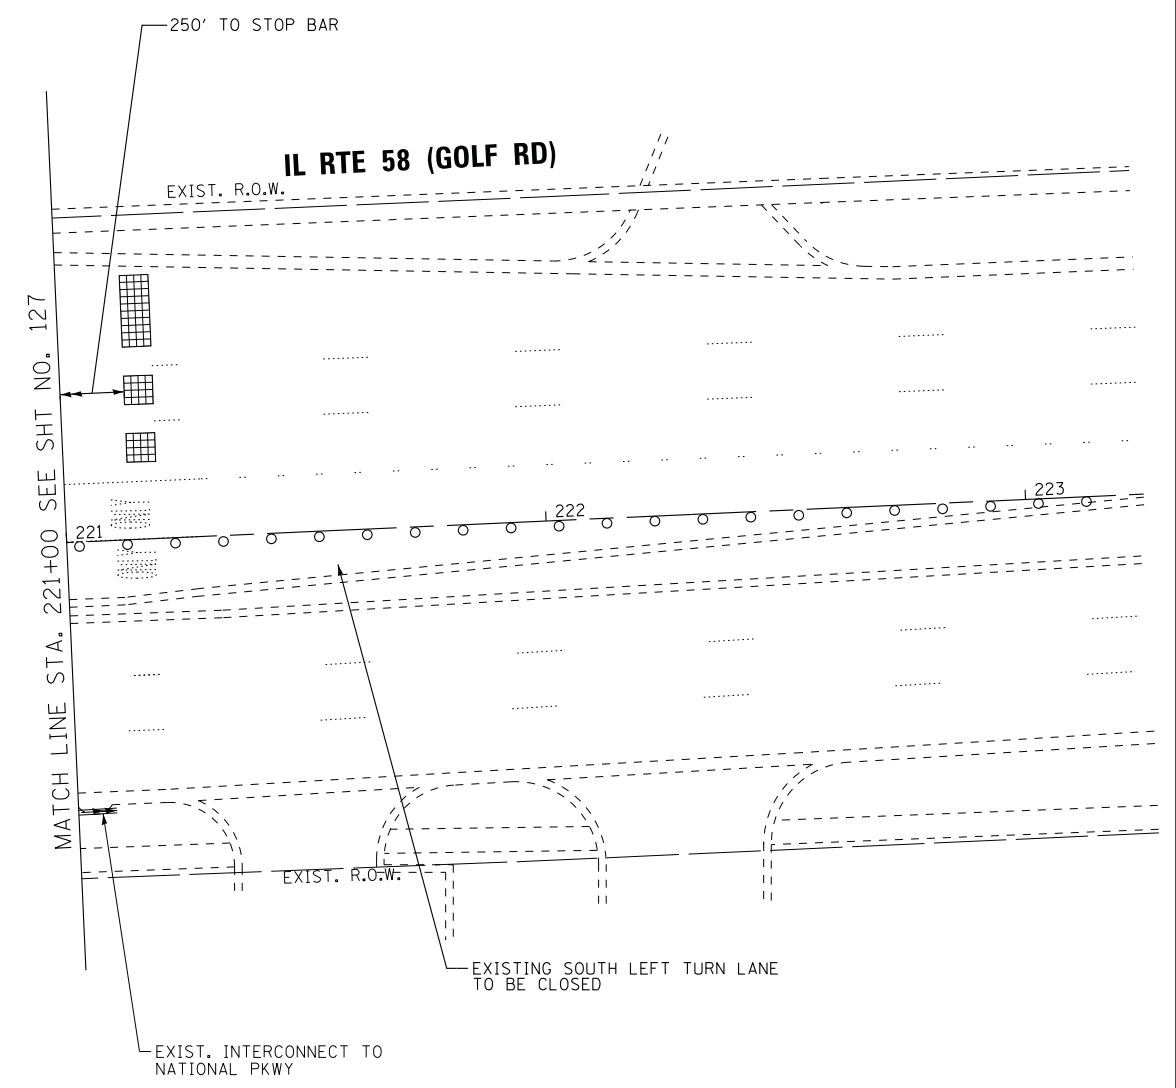 250' TO STOP BAR
IL RTE 58 (GOLF RD)
EXIST. R.O.W.
MATCH LINE STA. 221+00 SEE SHT NO. 127
223
222
221
EXIST. R.O.W.
EXISTING SOUTH LEFT TURN LANE
TO BE CLOSED
EXIST. INTERCONNECT TO
NATIONAL PKWY